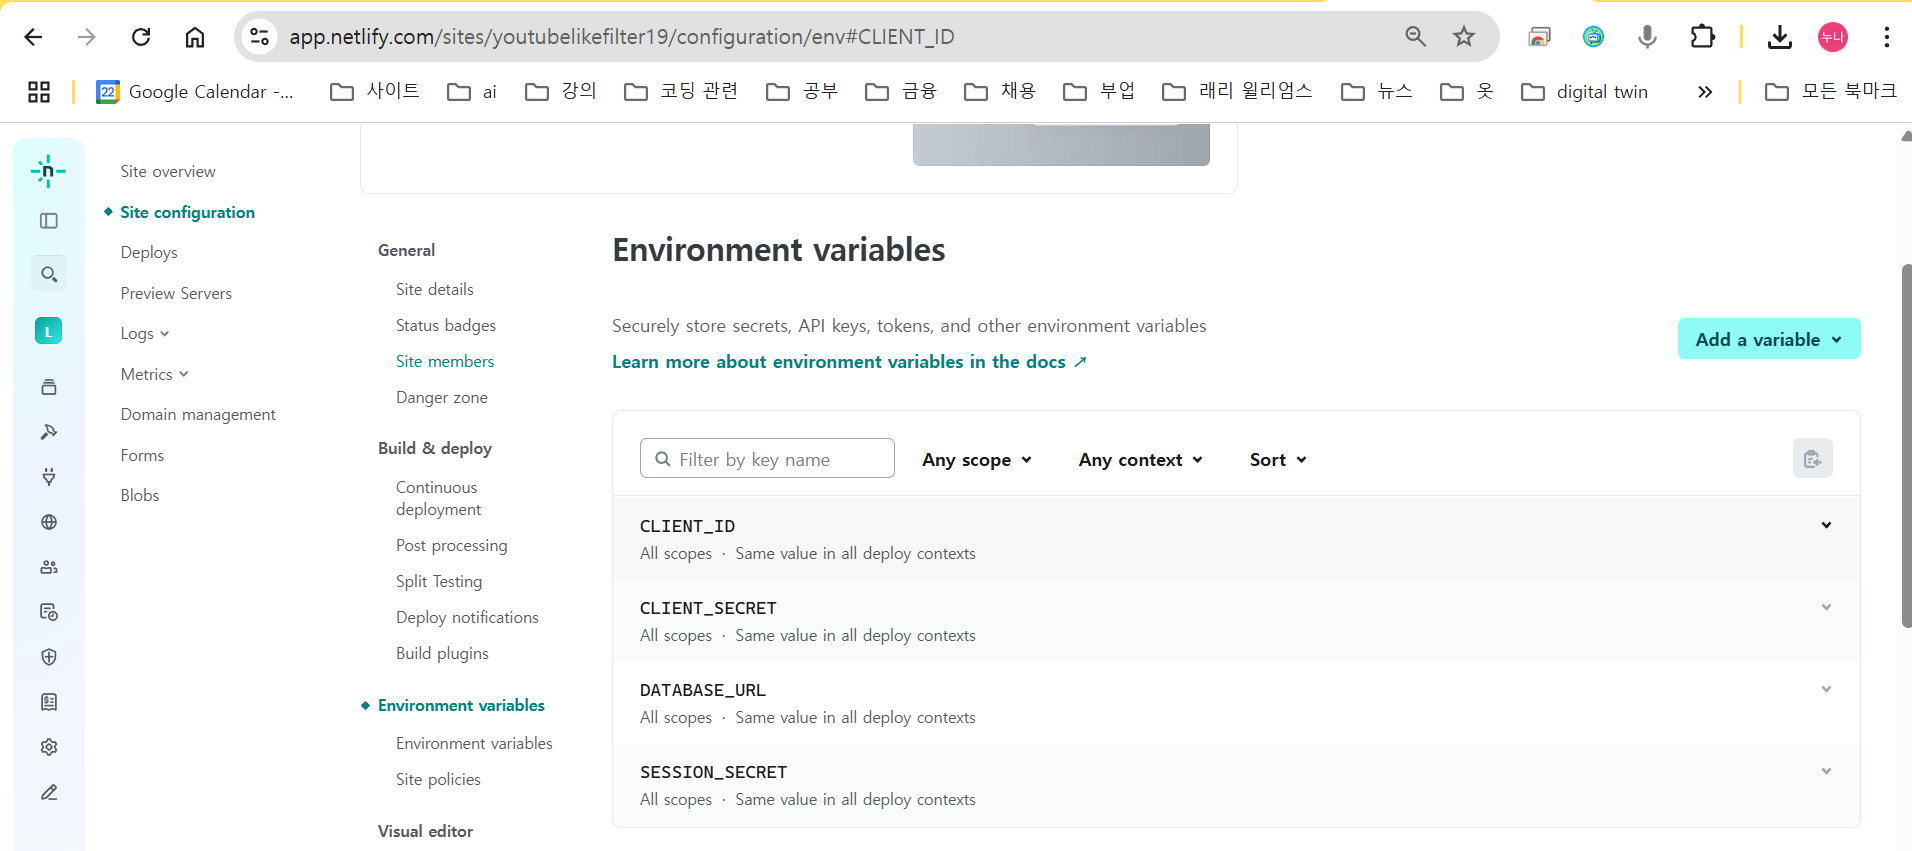 app.netlify.com/sites/youtubelikefilter19/configuration/env#CLIENT_ID
누나
22
Google Calendar -...
사이트
ai
강의
코딩 관련
공부
금융
채용
부업
래리 윌리엄스
뉴스
옷
digital twin
»
모든 북마크
n
L
Site overview
Site configuration
Deploys
Preview Servers
Logs
Metrics
Domain management
Forms
Blobs
General
Site details
Status badges
Site members
Danger zone
Build & deploy
Continuous
deployment
Post processing
Split Testing
Deploy notifications
Build plugins
Environment variables
Environment variables
Site policies
Visual editor
Environment variables
Securely store secrets, API keys, tokens, and other environment variables
Learn more about environment variables in the docs ↗
Add a variable
Filter by key name
Any scope
Any context
Sort
CLIENT_ID
All scopes · Same value in all deploy contexts
CLIENT_SECRET
All scopes · Same value in all deploy contexts
DATABASE_URL
All scopes · Same value in all deploy contexts
SESSION_SECRET
All scopes · Same value in all deploy contexts